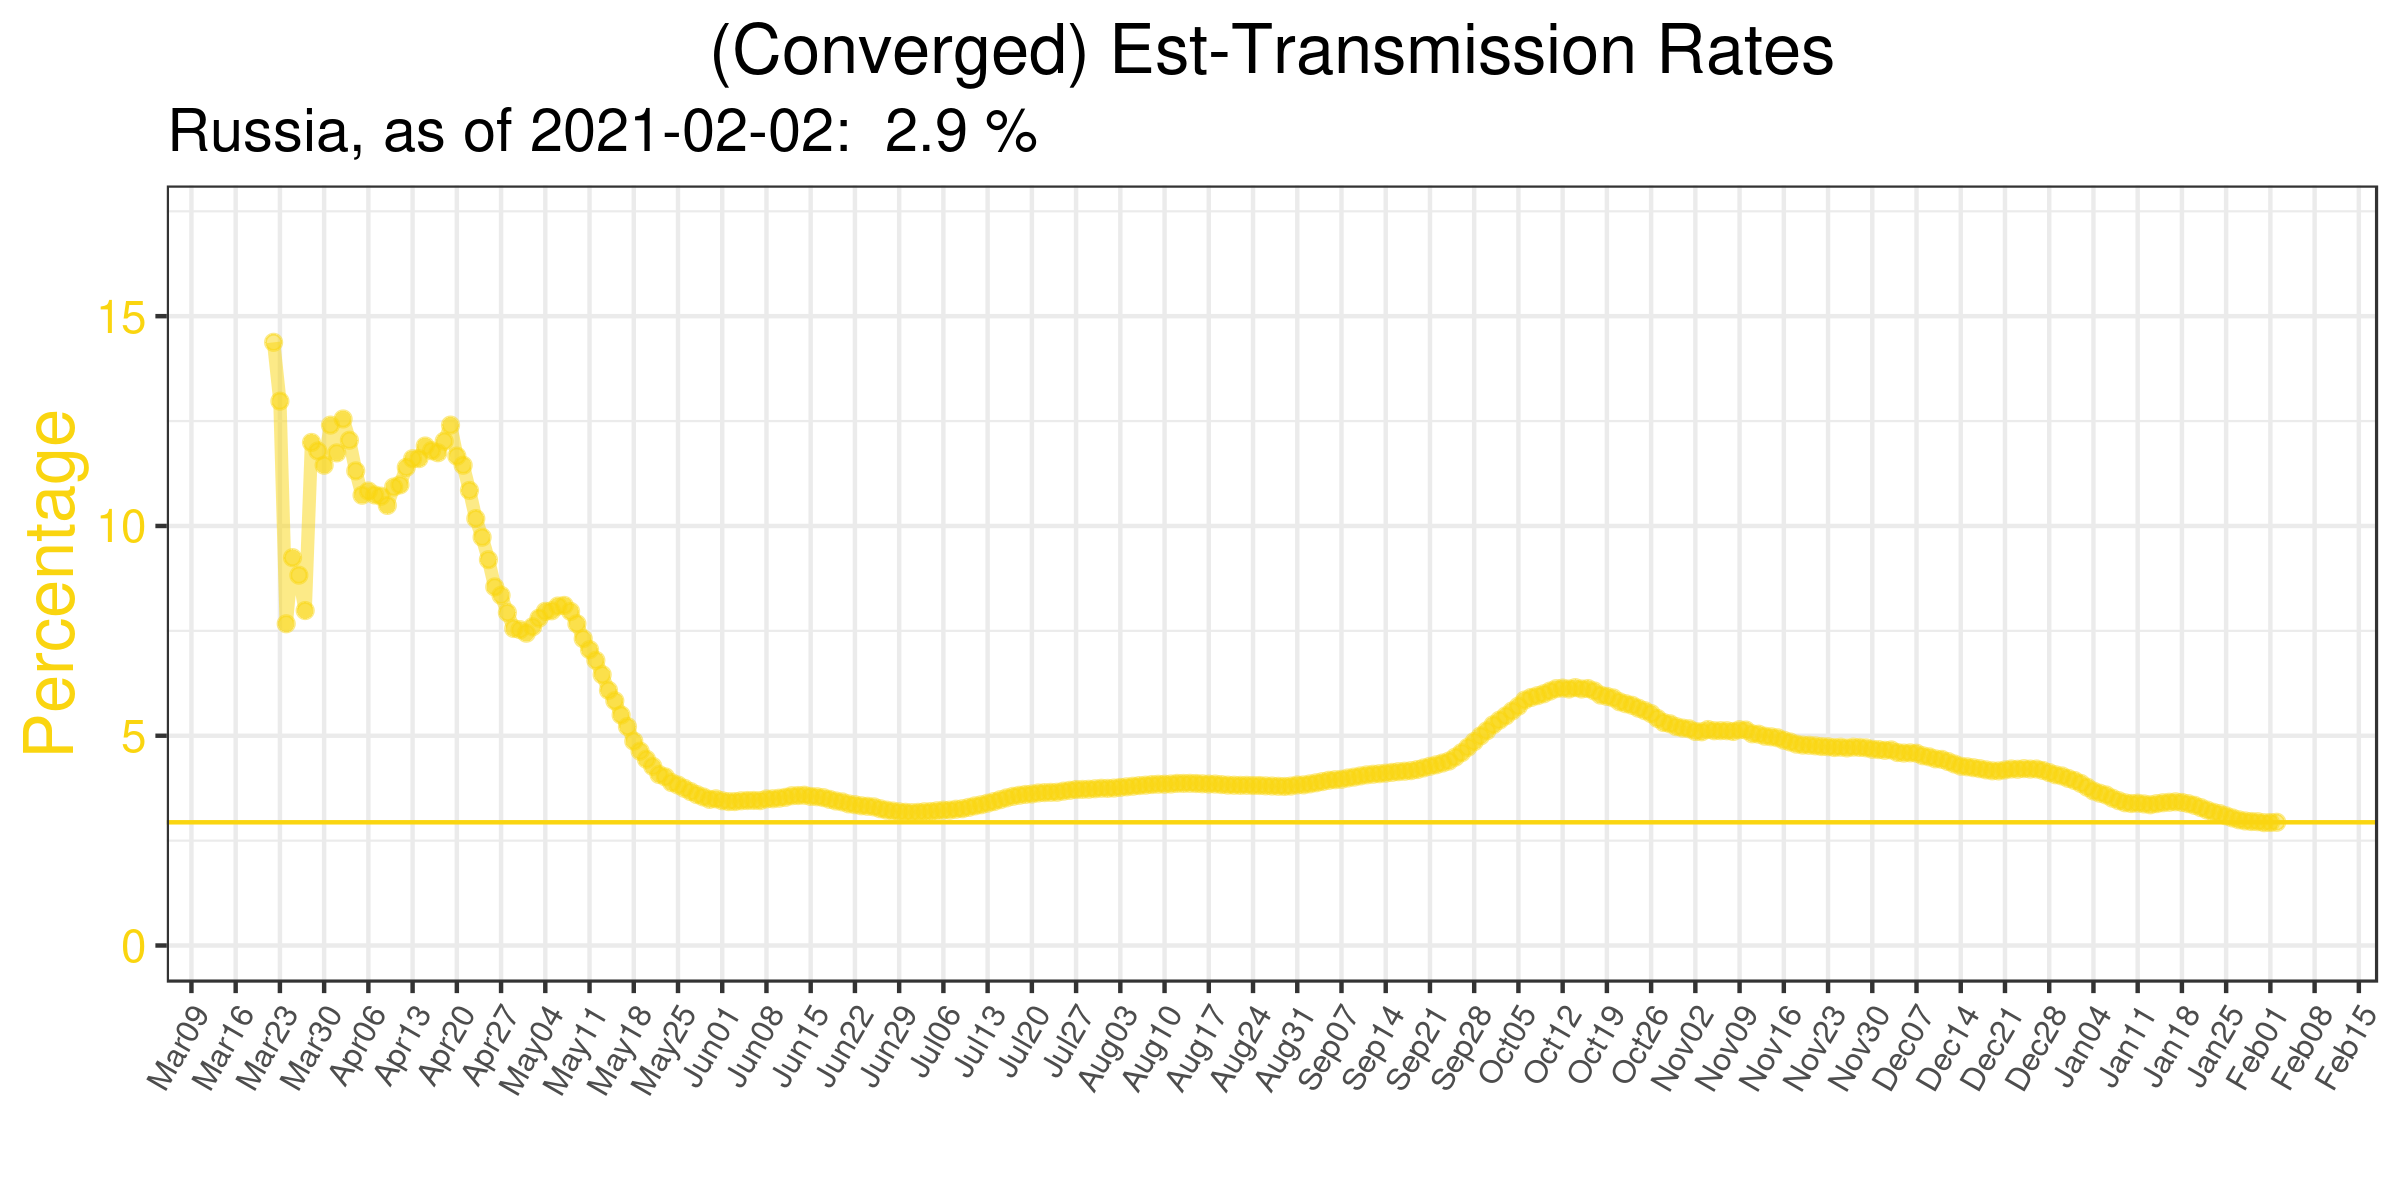 (Converged) Est-Transmission Rates
Russia, as of 2021-02-02:  2.9 %
Percentage
15
10
5
0
Mar09
Mar16
Mar23
Mar30
Apr06
Apr13
Apr20
Apr27
May04
May11
May18
May25
Jun01
Jun08
Jun15
Jun22
Jun29
Jul06
Jul13
Jul20
Jul27
Aug03
Aug10
Aug17
Aug24
Aug31
Sep07
Sep14
Sep21
Sep28
Oct05
Oct12
Oct19
Oct26
Nov02
Nov09
Nov16
Nov23
Nov30
Dec07
Dec14
Dec21
Dec28
Jan04
Jan11
Jan18
Jan25
Feb01
Feb08
Feb15